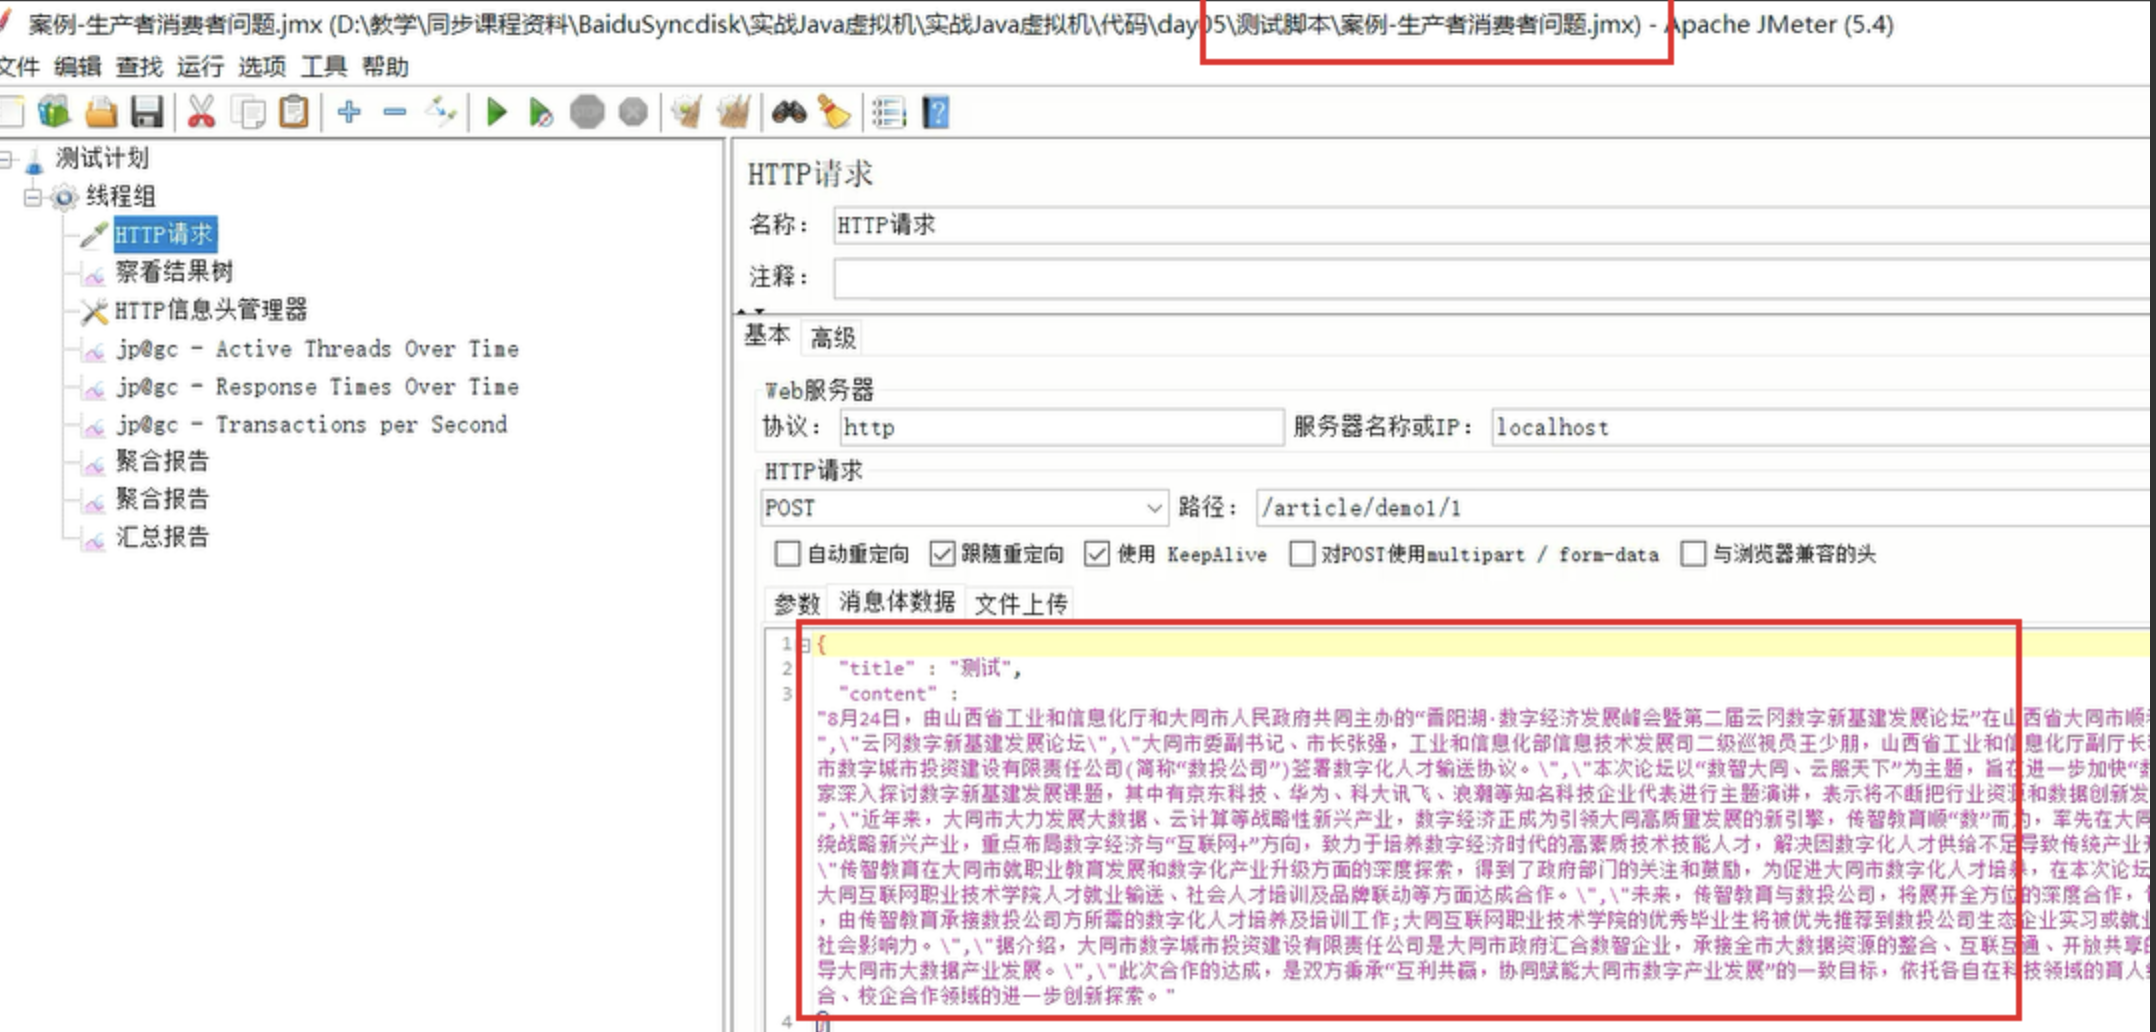 案例-生产者消费者问题.jmx (D:\教学\同步课程资料\BaiduSyncdisk\实战Java虚拟机\实战Java虚拟机\代码\day05\测试脚本\案例-生产者消费者问题.jmx) - Apache JMeter (5.4)
文件 编辑 查找 运行 选项 工具 帮助
测试计划
线程组
HTTP请求
察看结果树
HTTP信息头管理器
jp@gc - Active Threads Over Time
jp@gc - Response Times Over Time
jp@gc - Transactions per Second
聚合报告
聚合报告
汇总报告
HTTP请求
名称： HTTP请求
注释：
基本 高级
Web服务器
协议： http 服务器名称或IP： localhost
HTTP请求
POST 路径： /article/demo1/1
自动重定向 跟随重定向 使用 KeepAlive 对POST使用multipart / form-data 与浏览器兼容的头
参数 消息体数据 文件上传
1 {
2 "title" : "测试",
3 "content" :
"8月24日，由山西省工业和信息化厅和大同市人民政府共同主办的“晋阳湖·数字经济发展峰会暨第二届云冈数字新基建发展论坛”在山西省大同市顺
",\"云冈数字新基建发展论坛\",\"大同市委副书记、市长张强，工业和信息化部信息技术发展司二级巡视员王少朋，山西省工业和信息化厅副厅长
市数字城市投资建设有限责任公司(简称“数投公司”)签署数字化人才输送协议。\",\"本次论坛以“数智大同、云服天下”为主题，旨在进一步加快“
家深入探讨数字新基建发展课题，其中有京东科技、华为、科大讯飞、浪潮等知名科技企业代表进行主题演讲，表示将不断把行业资源和数据创新发
",\"近年来，大同市大力发展大数据、云计算等战略性新兴产业，数字经济正成为引领大同高质量发展的新引擎，传智教育顺“数”而为，率先在大同
绕战略新兴产业，重点布局数字经济与“互联网+”方向，致力于培养数字经济时代的高素质技术技能人才，解决因数字化人才供给不足导致传统产业
\"传智教育在大同市就职业教育发展和数字化产业升级方面的深度探索，得到了政府部门的关注和鼓励，为促进大同市数字化人才培养，在本次论坛
大同互联网职业技术学院人才就业输送、社会人才培训及品牌联动等方面达成合作。\",\"未来，传智教育与数投公司，将展开全方位的深度合作，
，由传智教育承接数投公司方所需的数字化人才培养及培训工作;大同互联网职业技术学院的优秀毕业生将被优先推荐到数投公司生态企业实习或就业
社会影响力。\",\"据介绍，大同市数字城市投资建设有限责任公司是大同市政府汇合数智企业，承接全市大数据资源的整合、互联互通、开放共享的
导大同市大数据产业发展。\",\"此次合作的达成，是双方秉承“互利共赢，协同赋能大同市数字产业发展”的一致目标，依托各自在科技领域的育人
合、校企合作领域的进一步创新探索。"
4 }